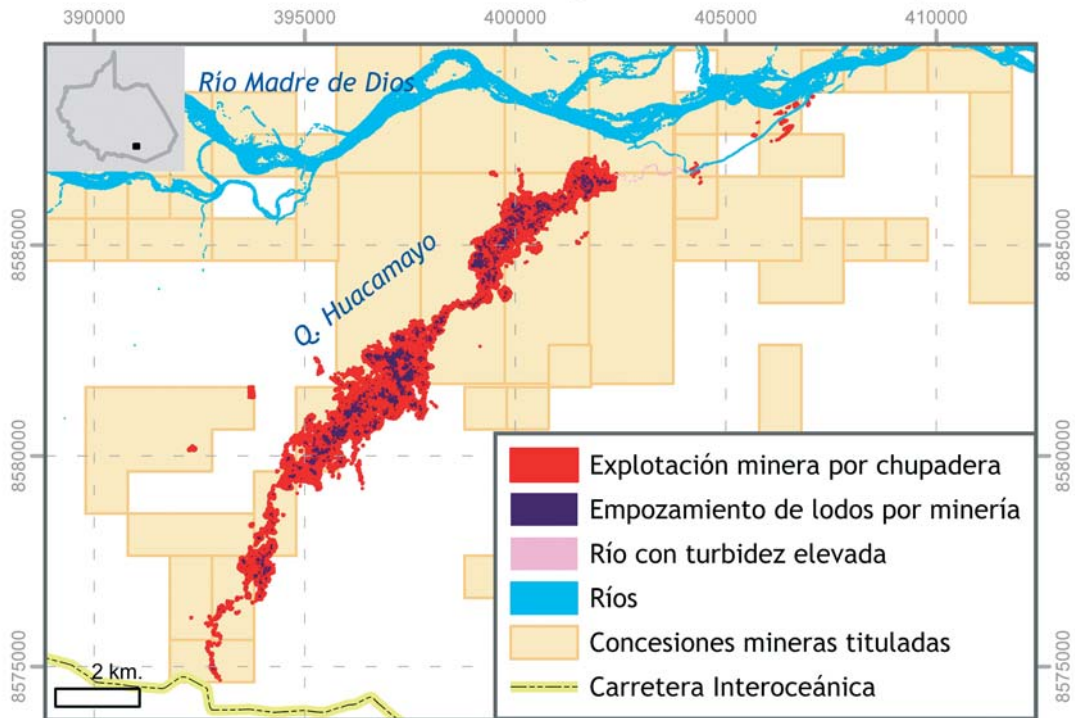 390000 395000 400000 405000 410000
Río Madre de Dios
8585000
8585000
Q. Huacamayo
8580000
8580000
Explotación minera por chupadera
Empozamiento de lodos por minería
Río con turbidez elevada
Ríos
Concesiones mineras tituladas
Carretera Interoceánica
8575000
8575000
2 km.